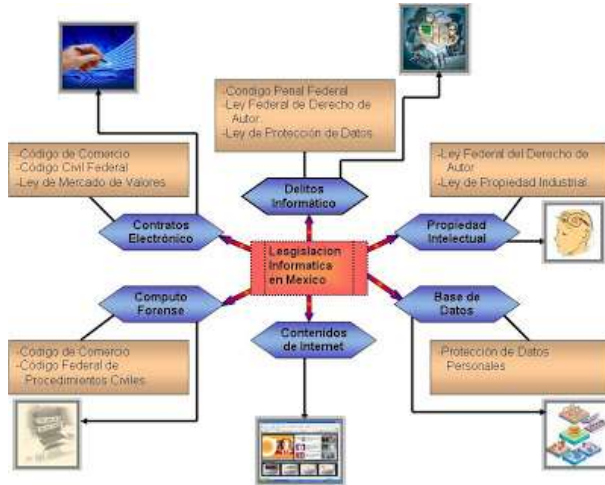 -Condigo Penal Federal
-Ley Federal de Derecho de
Autor
-Ley de Protección de Datos
-Código de Comercio
-Código Civil Federal
-Ley de Mercado de Valores
-Ley Federal del Derecho de
Autor
-Ley de Propiedad Industrial
Delitos
Informático
Contratos
Electrónico
Propiedad
Intelectual
Lesgislacion
Informatica
en Mexico
Computo
Forense
Base de
Datos
Contenidos
de Internet
-Código de Comercio
-Código Federal de
Procedimientos Civiles
-Protección de Datos
Personales